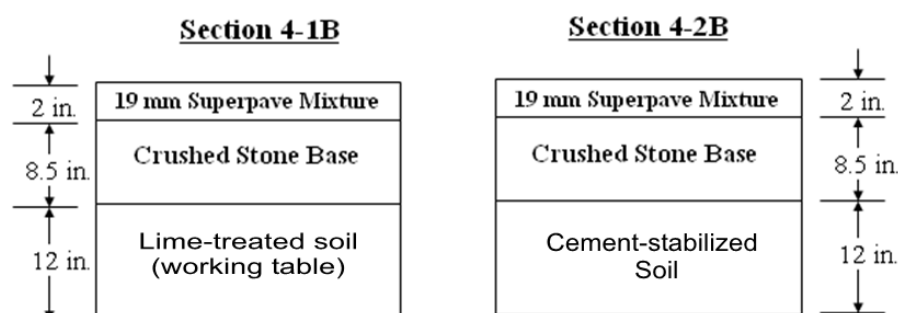 Section 4-1B
2 in.
19 mm Superpave Mixture
8.5 in.
Crushed Stone Base
12 in.
Lime-treated soil
(working table)
Section 4-2B
19 mm Superpave Mixture
2 in.
Crushed Stone Base
8.5 in.
Cement-stabilized
Soil
12 in.